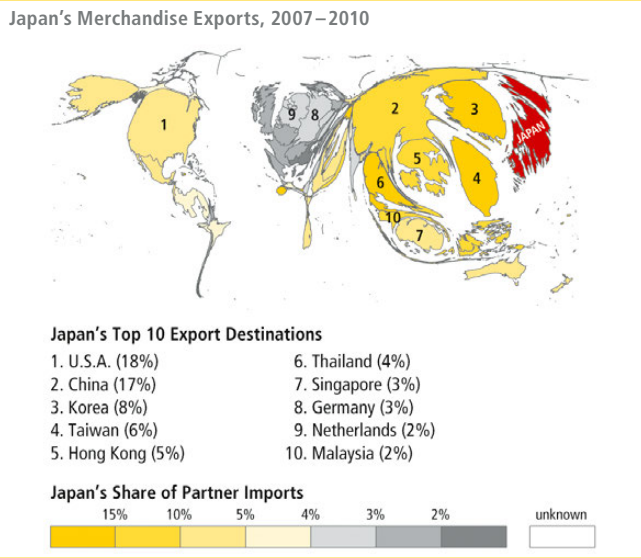 Japan's Merchandise Exports, 2007–2010
1
9
8
2
3
JAPAN
5
6
4
10
7
Japan's Top 10 Export Destinations
1. U.S.A. (18%)
2. China (17%)
3. Korea (8%)
4. Taiwan (6%)
5. Hong Kong (5%)
6. Thailand (4%)
7. Singapore (3%)
8. Germany (3%)
9. Netherlands (2%)
10. Malaysia (2%)
Japan's Share of Partner Imports
15% 10% 5% 4% 3% 2% unknown